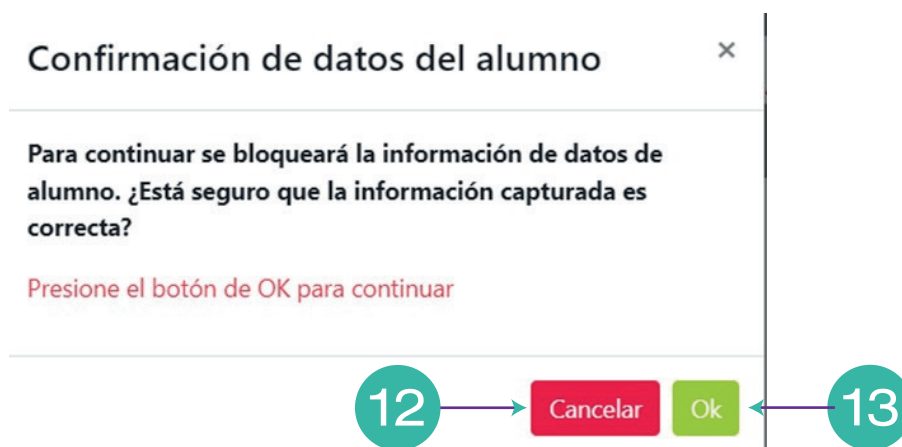 Confirmación de datos del alumno ×
Para continuar se bloqueará la información de datos de
alumno. ¿Está seguro que la información capturada es
correcta?
Presione el botón de OK para continuar
12 Cancelar Ok 13